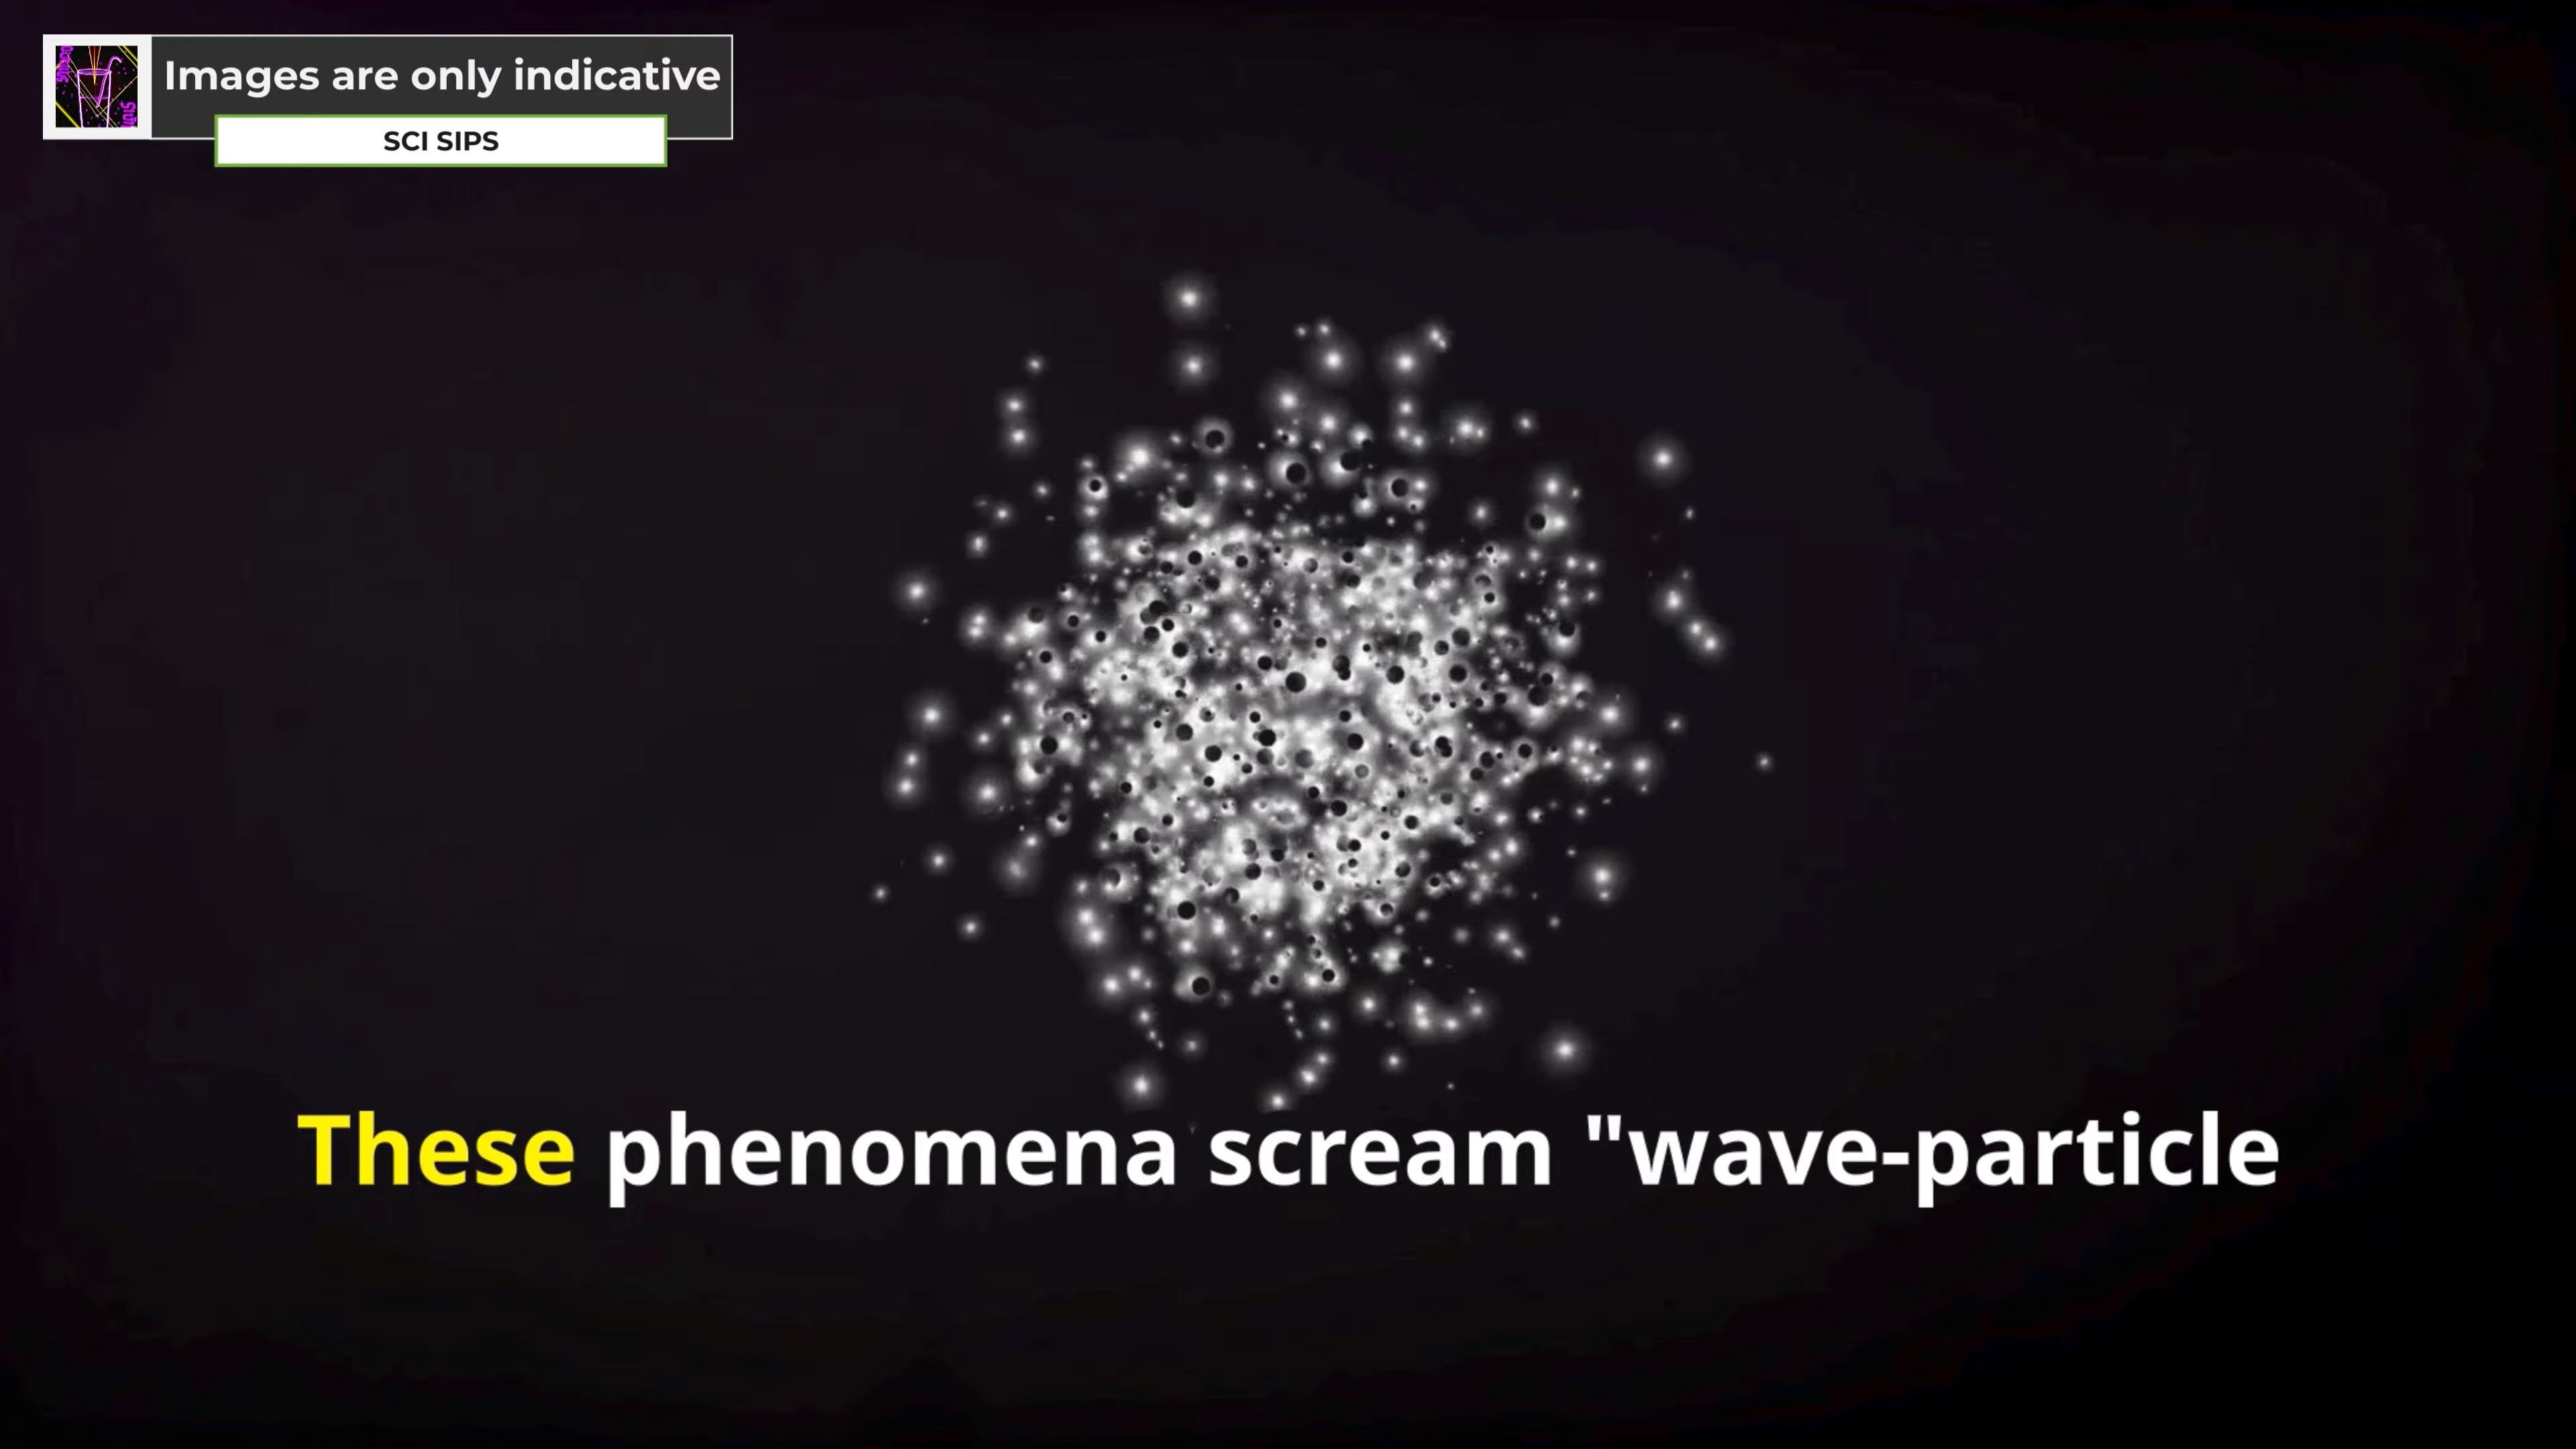 Images are only indicative
SCI SIPS
These phenomena scream "wave-particle